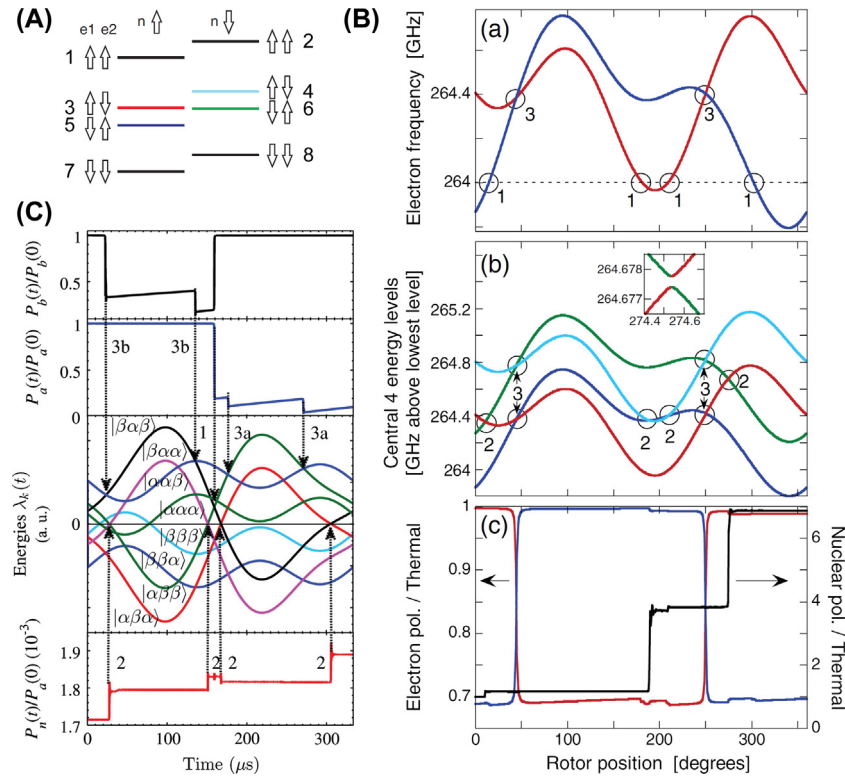 (A)
e1 e2
n
n
1
2
3
4
5
6
7
8
(B)
(a)
Electron frequency [GHz]
264.4
264
1
3
1
1
3
1
(b)
Central 4 energy levels
[GHz above lowest level]
265.2
264.8
264.4
264
264.678
264.677
274.4 274.6
2
3
2
2
3
2
(c)
Electron pol. / Thermal
1
0.9
0.8
0.7
Nuclear pol. / Thermal
6
4
2
0
0 100 200 300
Rotor position [degrees]
(C)
P_b(t)/P_b(0)
1
0.5
P_a(t)/P_a(0)
1
0.5
0
3b 3b 1 3a 3a
Energies λ_k(t)
(a. u.)
0
|βαβ⟩
|βαα⟩
|ααβ⟩
|ααα⟩
|βββ⟩
|ββα⟩
|αββ⟩
|αβα⟩
P_n(t)/P_a(0) (10⁻³)
1.9
1.8
1.7
2 2 2 2
0 100 200 300
Time (μs)